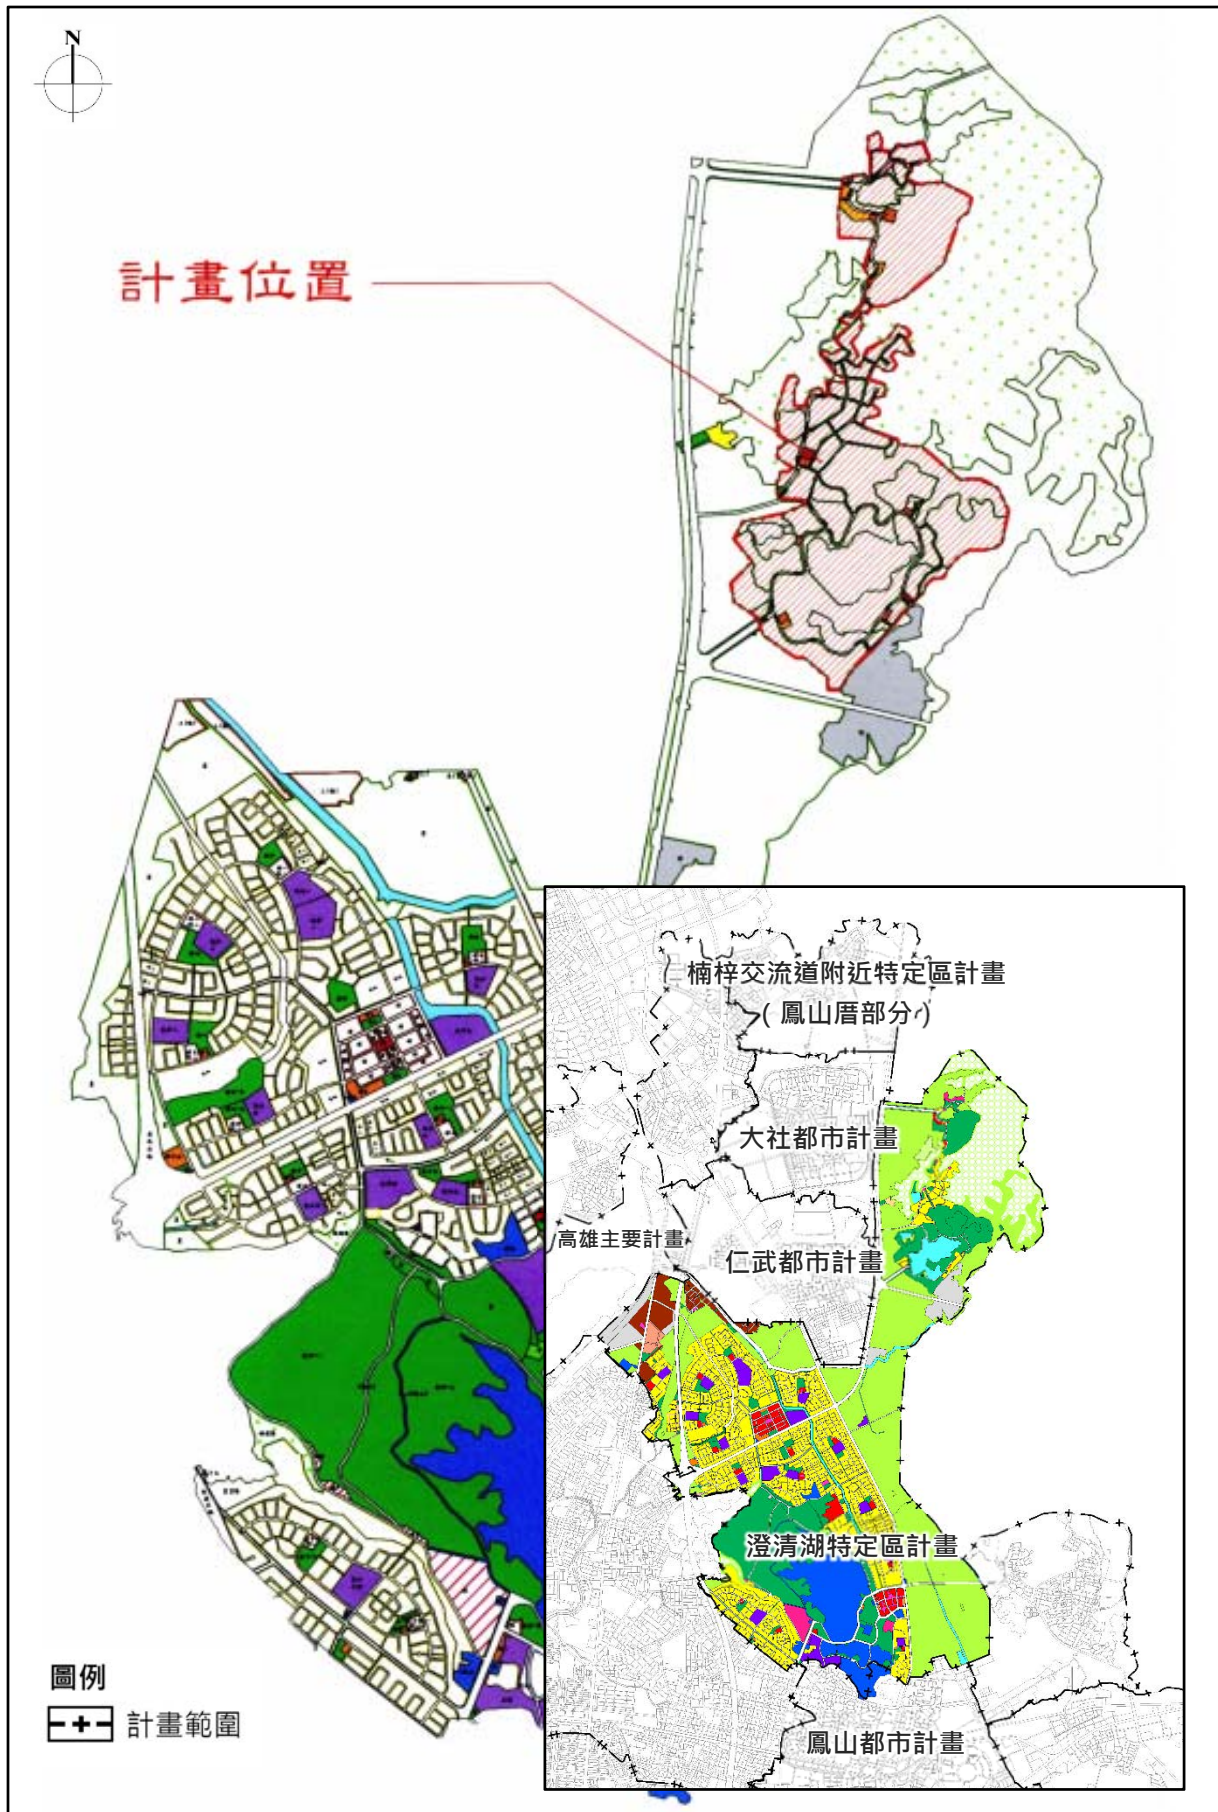 N
計畫位置
楠梓交流道附近特定區計畫
(鳳山厝部分)
大社都市計畫
高雄主要計畫
仁武都市計畫
澄清湖特定區計畫
鳳山都市計畫
圖例
計畫範圍